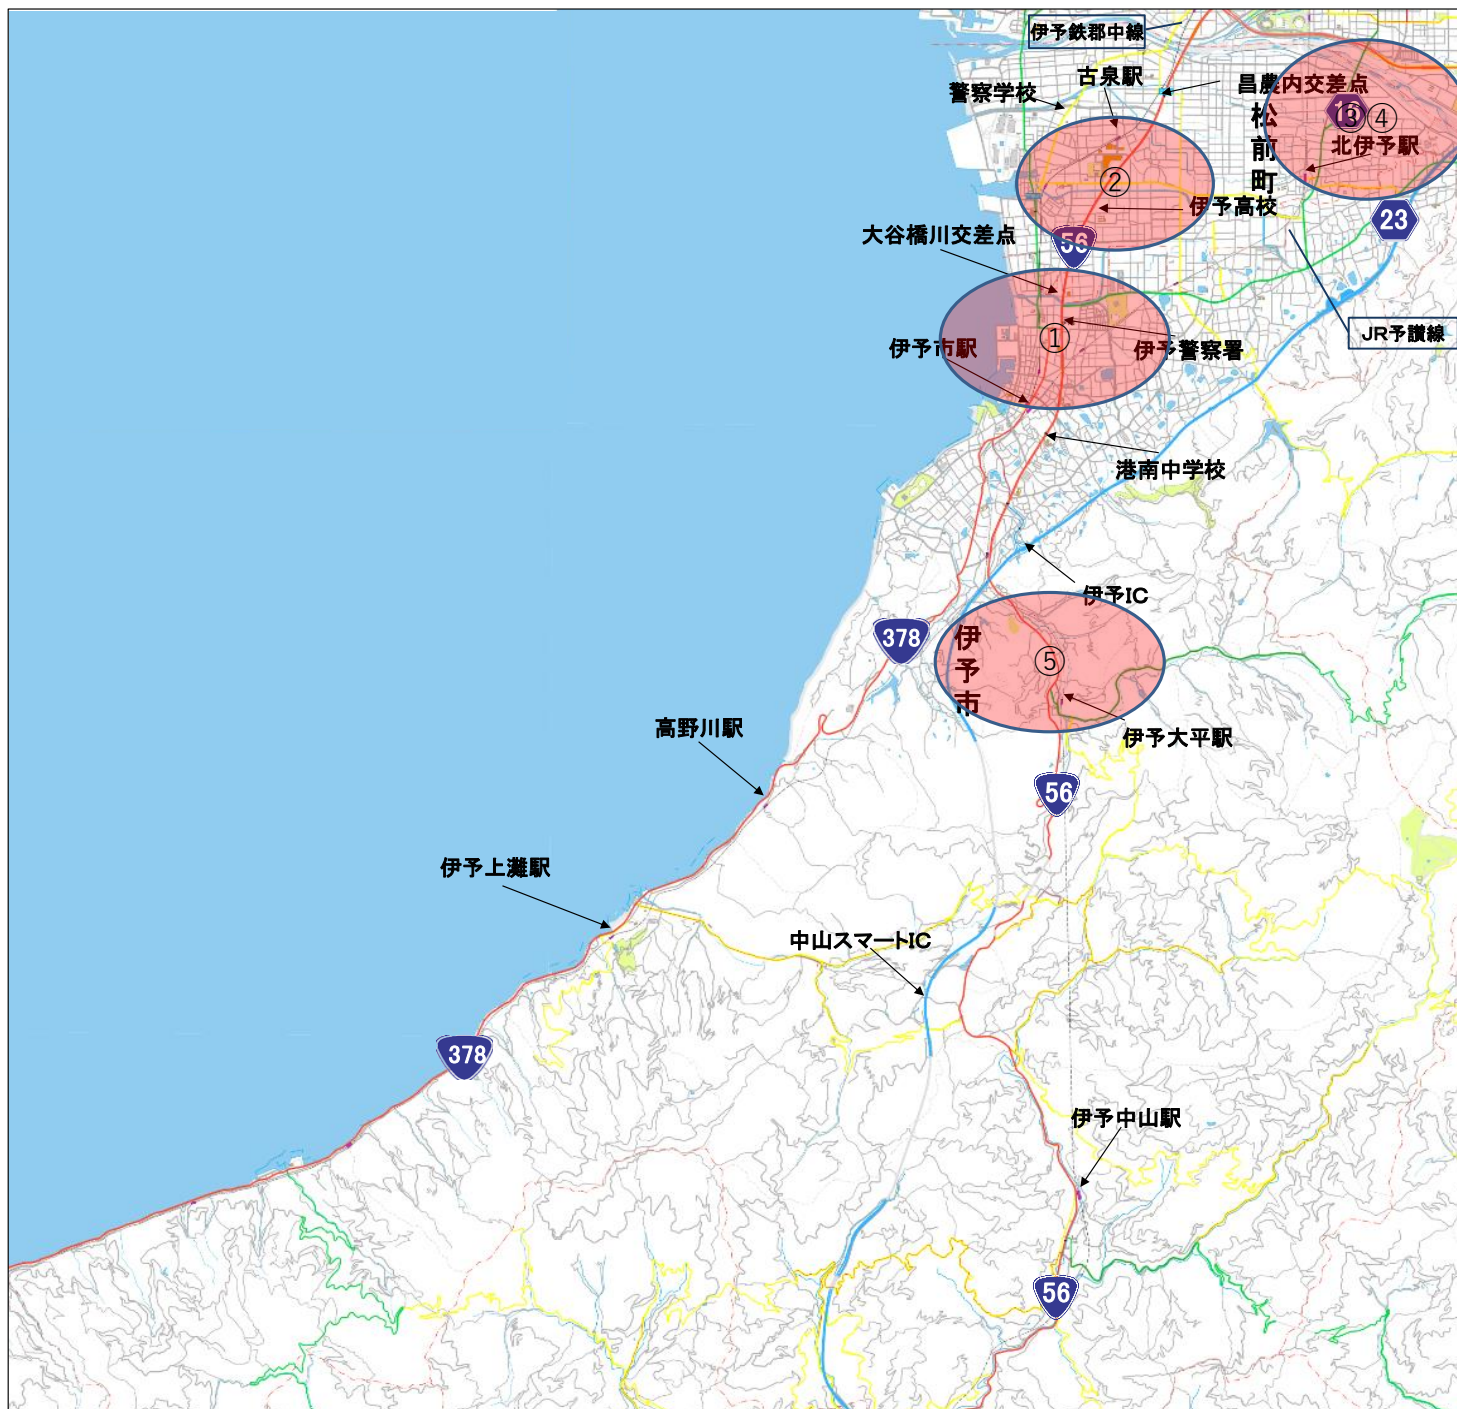 伊予鉄郡中線
古泉駅
警察学校
昌農内交差点
松前町
③④
北伊予駅
②
伊予高校
23
大谷橋川交差点
56
①
伊予市駅
伊予警察署
JR予讃線
港南中学校
伊予IC
378
伊予市
⑤
高野川駅
伊予大平駅
56
伊予上灘駅
中山スマートIC
378
伊予中山駅
56